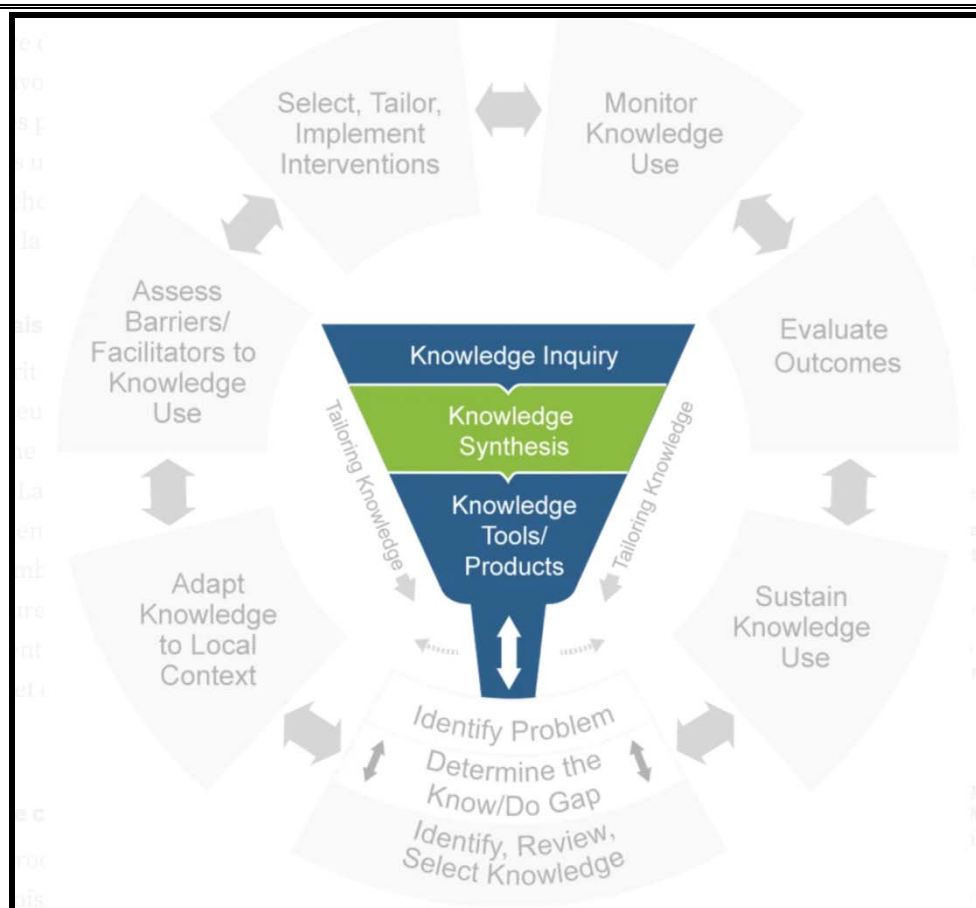 Select, Tailor,
Implement
Interventions
Monitor
Knowledge
Use
Assess
Barriers/
Facilitators to
Knowledge
Use
Evaluate
Outcomes
Knowledge Inquiry
Knowledge
Synthesis
Knowledge
Tools/
Products
Tailoring Knowledge
Tailoring Knowledge
Adapt
Knowledge
to Local
Context
Sustain
Knowledge
Use
Identify Problem
Determine the
Know/Do Gap
Identify, Review,
Select Knowledge